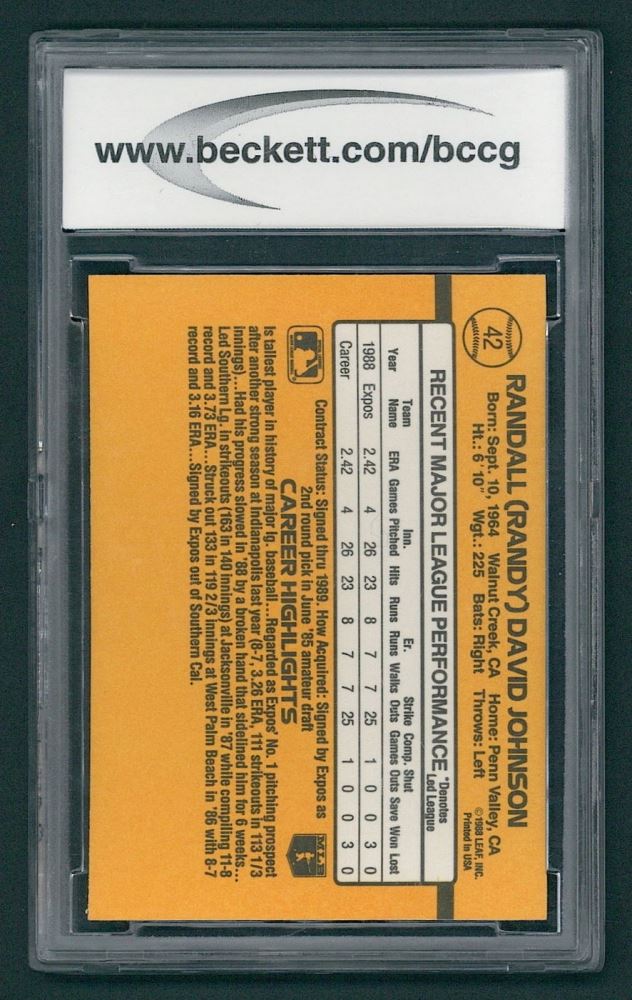 www.beckett.com/bccg
42
RANDALL (RANDY) DAVID JOHNSON
Born: Sept. 10, 1964 Walnut Creek, CA Home: Penn Valley, CA
Ht.: 6'10", Wgt.: 225 Bats: Right Throws: Left
©1988 LEAF, INC.
Printed in USA
RECENT MAJOR LEAGUE PERFORMANCE
*Denotes
Led League
Team Inn. Er. Strike Comp. Shut
Year Name ERA Games Pitched Hits Runs Runs Walks Outs Games Outs Save Won Lost
1988 Expos 2.42 4 26 23 8 7 7 25 1 0 0 3 0
Career 2.42 4 26 23 8 7 7 25 1 0 0 3 0
Contract Status: Signed thru 1989. How Acquired: Signed by Expos as
2nd round pick in June '85 amateur draft
MLB
CAREER HIGHLIGHTS
Is tallest player in history of major lg. baseball...Regarded as Expos' No. 1 pitching prospect
after another strong season at Indianapolis last year (8-7, 3.26 ERA, 111 strikeouts in 113 1/3
innings)...Had his progress slowed in '88 by a broken hand that sidelined him for 6 weeks...
Led Southern Lg. in strikeouts (163 in 140 innings) at Jacksonville in '87 while compiling 11-8
record and 3.73 ERA...Struck out 133 in 119 2/3 innings at West Palm Beach in '86 with 8-7
record and 3.16 ERA...Signed by Expos out of Southern Cal.